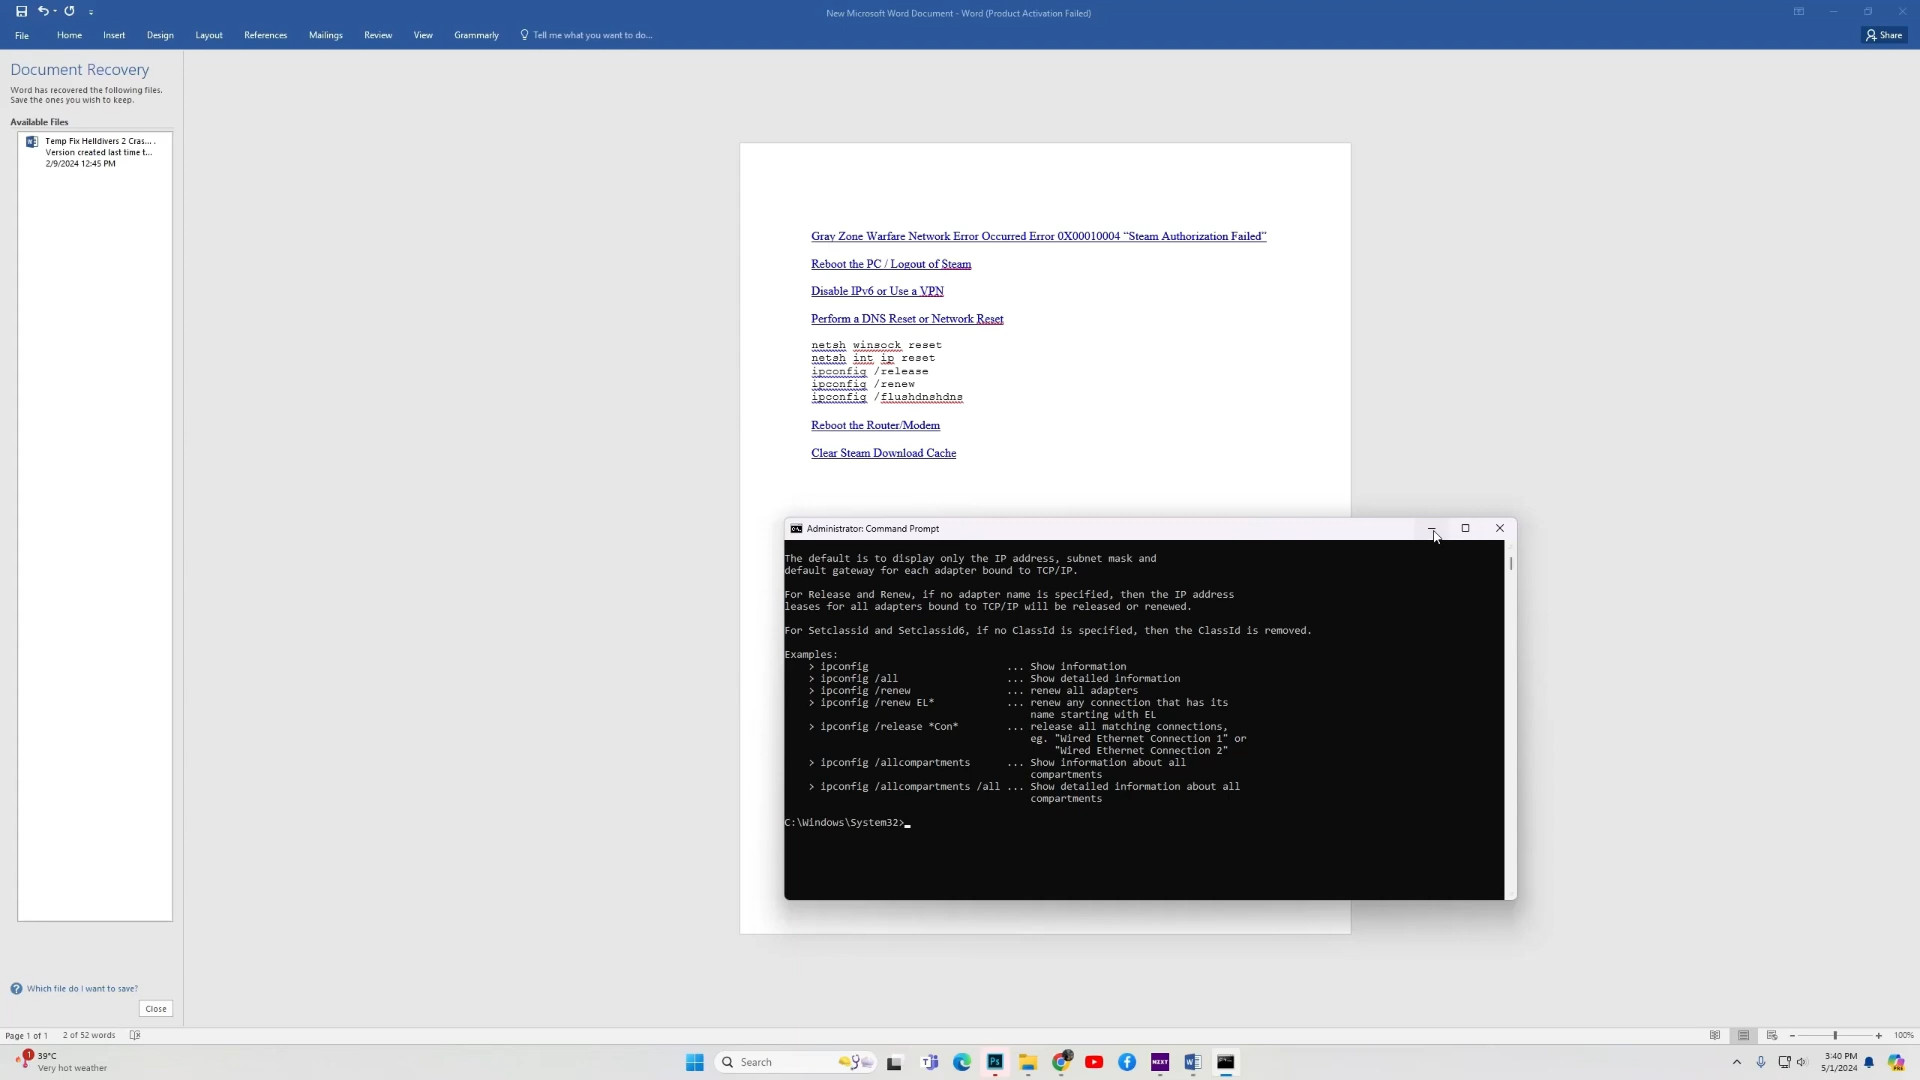 New Microsoft Word Document - Word (Product Activation Failed)
File Home Insert Design Layout References Mailings Review View Grammarly Tell me what you want to do... Share
Document Recovery
Word has recovered the following files.
Save the ones you wish to keep.
Available Files
Temp Fix Helldivers 2 Cras... .
Version created last time t...
2/9/2024 12:45 PM
Which file do I want to save?
Close
Gray Zone Warfare Network Error Occurred Error 0X00010004 “Steam Authorization Failed”
Reboot the PC / Logout of Steam
Disable IPv6 or Use a VPN
Perform a DNS Reset or Network Reset
netsh winsock reset
netsh int ip reset
ipconfig /release
ipconfig /renew
ipconfig /flushdnshdns
Reboot the Router/Modem
Clear Steam Download Cache
Administrator: Command Prompt
The default is to display only the IP address, subnet mask and
default gateway for each adapter bound to TCP/IP.
For Release and Renew, if no adapter name is specified, then the IP address
leases for all adapters bound to TCP/IP will be released or renewed.
For Setclassid and Setclassid6, if no ClassId is specified, then the ClassId is removed.
Examples:
> ipconfig ... Show information
> ipconfig /all ... Show detailed information
> ipconfig /renew ... renew all adapters
> ipconfig /renew EL* ... renew any connection that has its
name starting with EL
> ipconfig /release *Con* ... release all matching connections,
eg. "Wired Ethernet Connection 1" or
"Wired Ethernet Connection 2"
> ipconfig /allcompartments ... Show information about all
compartments
> ipconfig /allcompartments /all ... Show detailed information about all
compartments
C:\Windows\System32>
Page 1 of 1 2 of 52 words 100%
1
39°C
Very hot weather
Search
Ps
NEXT
3:40 PM
5/1/2024
PRE